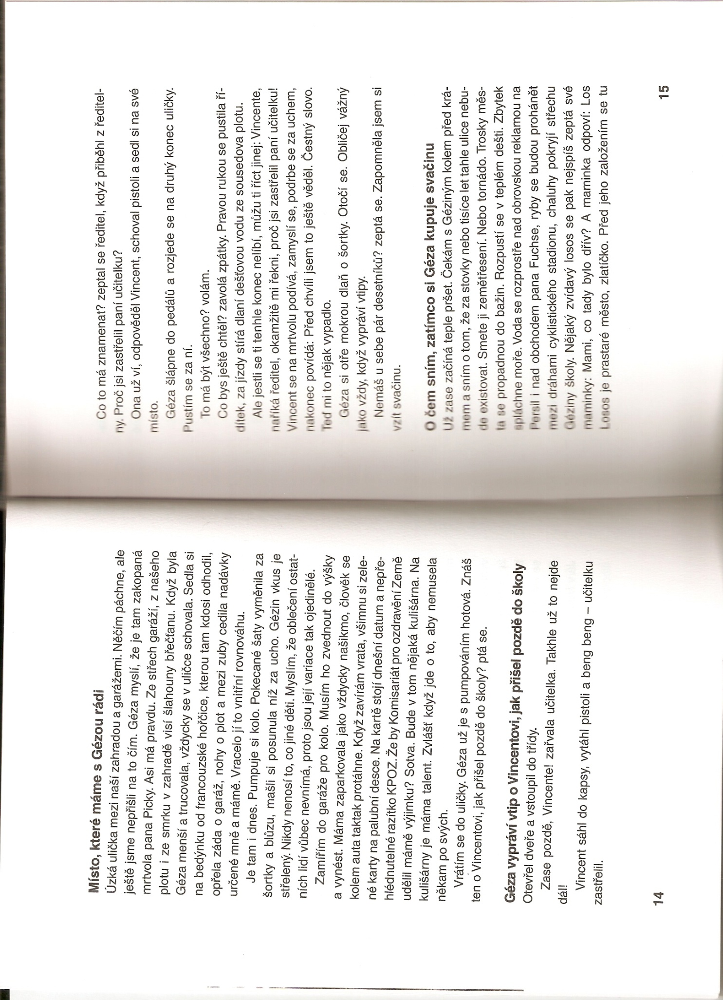 Místo, které máme s Gézou rádi
Úzká ulička mezi naší zahradou a garážemi. Něčím páchne, ale
ještě jsme nepřišli na to čím. Géza myslí, že je tam zakopaná
mrtvola pana Picky. Asi má pravdu. Ze střech garáží, z našeho
plotu i ze smrku v zahradě visí šlahouny břečťanu. Když byla
Géza menší a trucovala, vždycky se v uličce schovala. Sedla si
na bedýnku od francouzské hořčice, kterou tam kdosi odhodil,
opřela záda o garáž, nohy o plot a mezi zuby cedila nadávky
určené mně a mámě. Vracelo jí to vnitřní rovnováhu.
Je tam i dnes. Pumpuje si kolo. Pokecané šaty vyměnila za
šortky a blůzu, mašli si posunula níž za ucho. Gézin vkus je
střelený. Nikdy nenosí to, co jiné děti. Myslím, že oblečení ostat-
ních lidí vůbec nevnímá, proto jsou její variace tak ojedinělé.
Zamířím do garáže pro kolo. Musím ho zvednout do výšky
a vynést. Máma zaparkovala jako vždycky našikmo, člověk se
kolem auta taktak protáhne. Když zavírám vrata, všimnu si zele-
né karty na palubní desce. Na kartě stojí dnešní datum a nepře-
hlédnutelné razítko KPOZ. Že by Komisariát pro ozdravění Země
udělil mámě výjimku? Sotva. Bude v tom nějaká kulišárna. Na
kulišárny je máma talent. Zvlášť když jde o to, aby nemusela
někam po svých.
Vrátím se do uličky. Géza už je s pumpováním hotová. Znáš
ten o Vincentovi, jak přišel pozdě do školy? ptá se.
Géza vypráví vtip o Vincentovi, jak přišel pozdě do školy
Otevřel dveře a vstoupil do třídy.
Zase pozdě, Vincente! zařvala učitelka. Takhle už to nejde
dál!
Vincent sáhl do kapsy, vytáhl pistoli a beng beng – učitelku
zastřelil.
14
Co to má znamenat? zeptal se ředitel, když přiběhl z ředitel-
ny. Proč jsi zastřelil paní učitelku?
Ona už ví, odpověděl Vincent, schoval pistoli a sedl si na své
místo.
Géza šlápne do pedálů a rozjede se na druhý konec uličky.
Pustím se za ní.
To má být všechno? volám.
Co bys ještě chtěl? zavolá zpátky. Pravou rukou se pustila ří-
dítek, za jízdy stírá dlaní dešťovou vodu ze sousedova plotu.
Ale jestli se ti tenhle konec nelíbí, můžu ti říct jinej: Vincente,
naříká ředitel, okamžitě mi řekni, proč jsi zastřelil paní učitelku!
Vincent se na mrtvolu podívá, zamyslí se, podrbe se za uchem,
nakonec povídá: Před chvílí jsem to ještě věděl. Čestný slovo.
Teď mi to nějak vypadlo.
Géza si otře mokrou dlaň o šortky. Otočí se. Obličej vážný
jako vždy, když vypráví vtipy.
Nemáš u sebe pár desetníků? zeptá se. Zapomněla jsem si
vzít svačinu.
O čem sním, zatímco si Géza kupuje svačinu
Už zase začíná teple pršet. Čekám s Géziným kolem před krá-
mem a sním o tom, že za stovky nebo tisíce let tahle ulice nebu-
de existovat. Smete ji zemětřesení. Nebo tornádo. Trosky měs-
ta se propadnou do bažin. Rozpustí se v teplém dešti. Zbytek
spláchne moře. Voda se rozprostře nad obrovskou reklamou na
Persil i nad obchodem pana Fuchse, ryby se budou prohánět
mezi dráhami cyklistického stadionu, chaluhy pokryjí střechu
Géziny školy. Nějaký zvídavý losos se pak nejspíš zeptá své
maminky: Mami, co tady bylo dřív? A maminka odpoví: Los
Losos je prastaré město, zlatíčko. Před jeho založením se tu
15